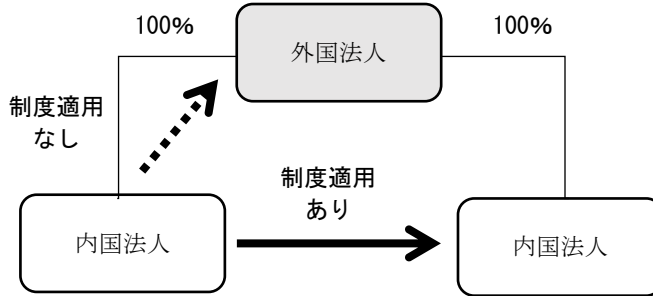 100%
100%
外国法人
制度適用
なし
制度適用
あり
内国法人
内国法人